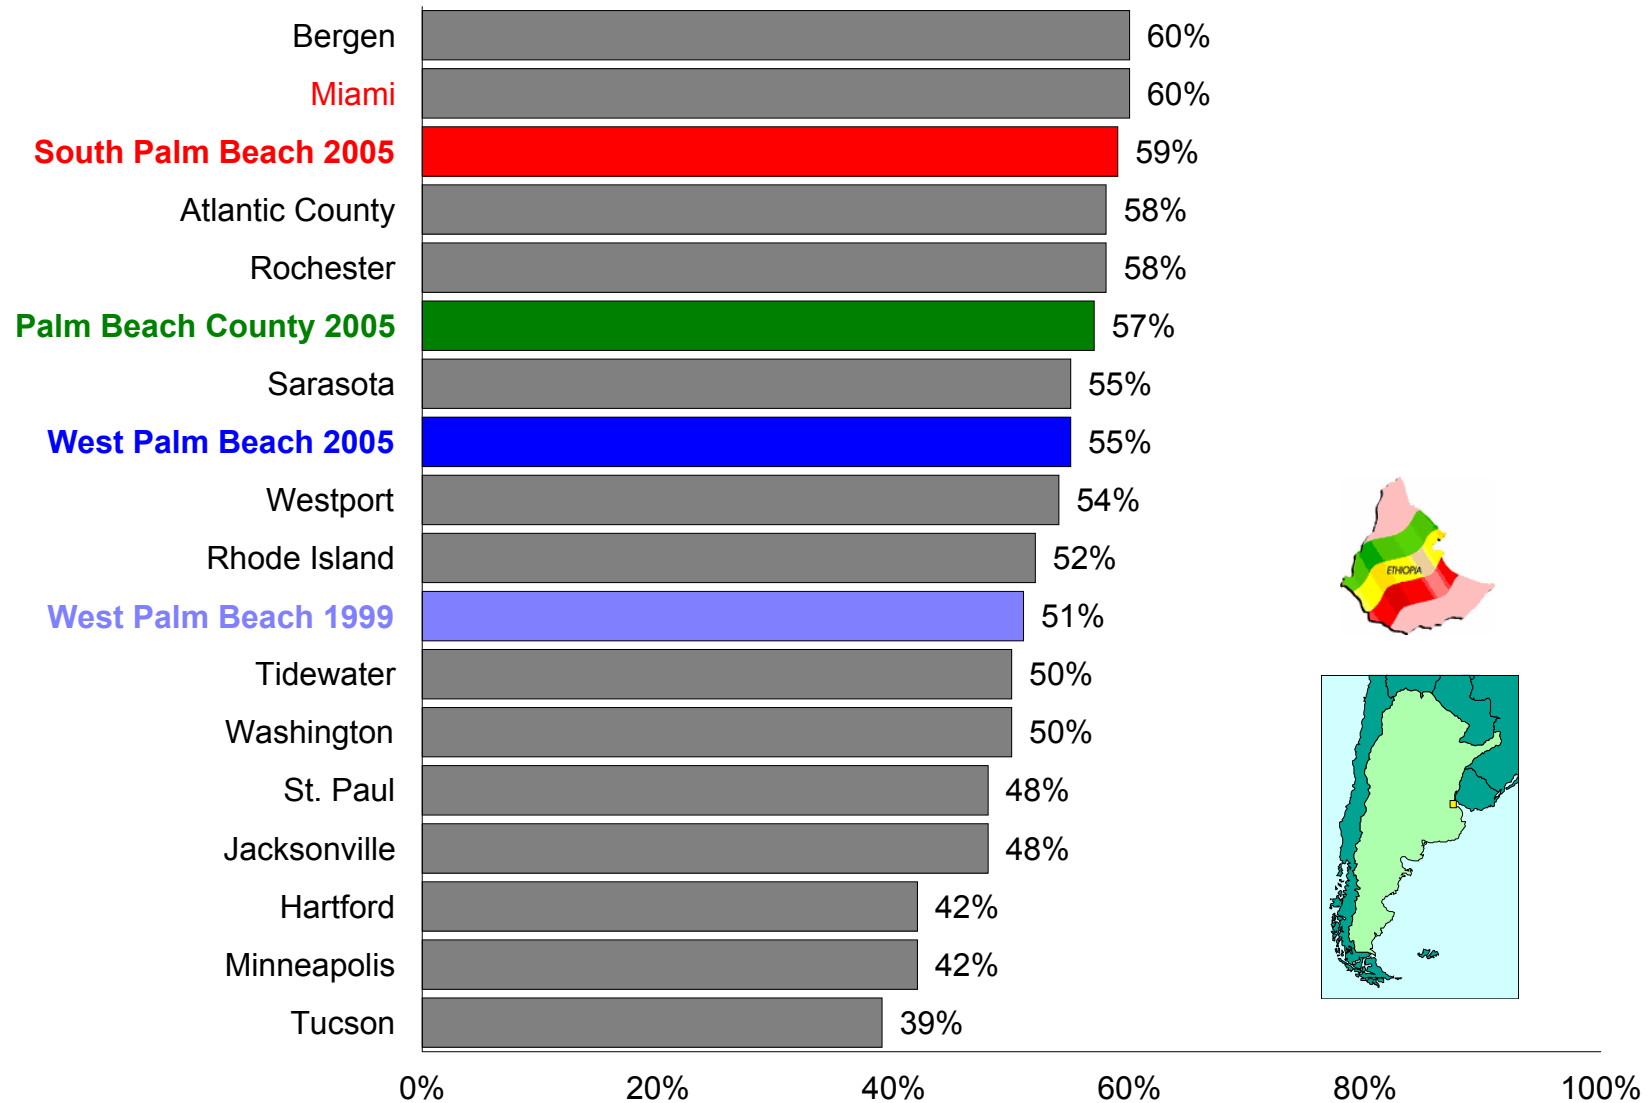 Bergen 60%
Miami 60%
South Palm Beach 2005 59%
Atlantic County 58%
Rochester 58%
Palm Beach County 2005 57%
Sarasota 55%
West Palm Beach 2005 55%
Westport 54%
Rhode Island 52%
West Palm Beach 1999 51%
Tidewater 50%
Washington 50%
St. Paul 48%
Jacksonville 48%
Hartford 42%
Minneapolis 42%
Tucson 39%
0% 20% 40% 60% 80% 100%
ETHIOPIA